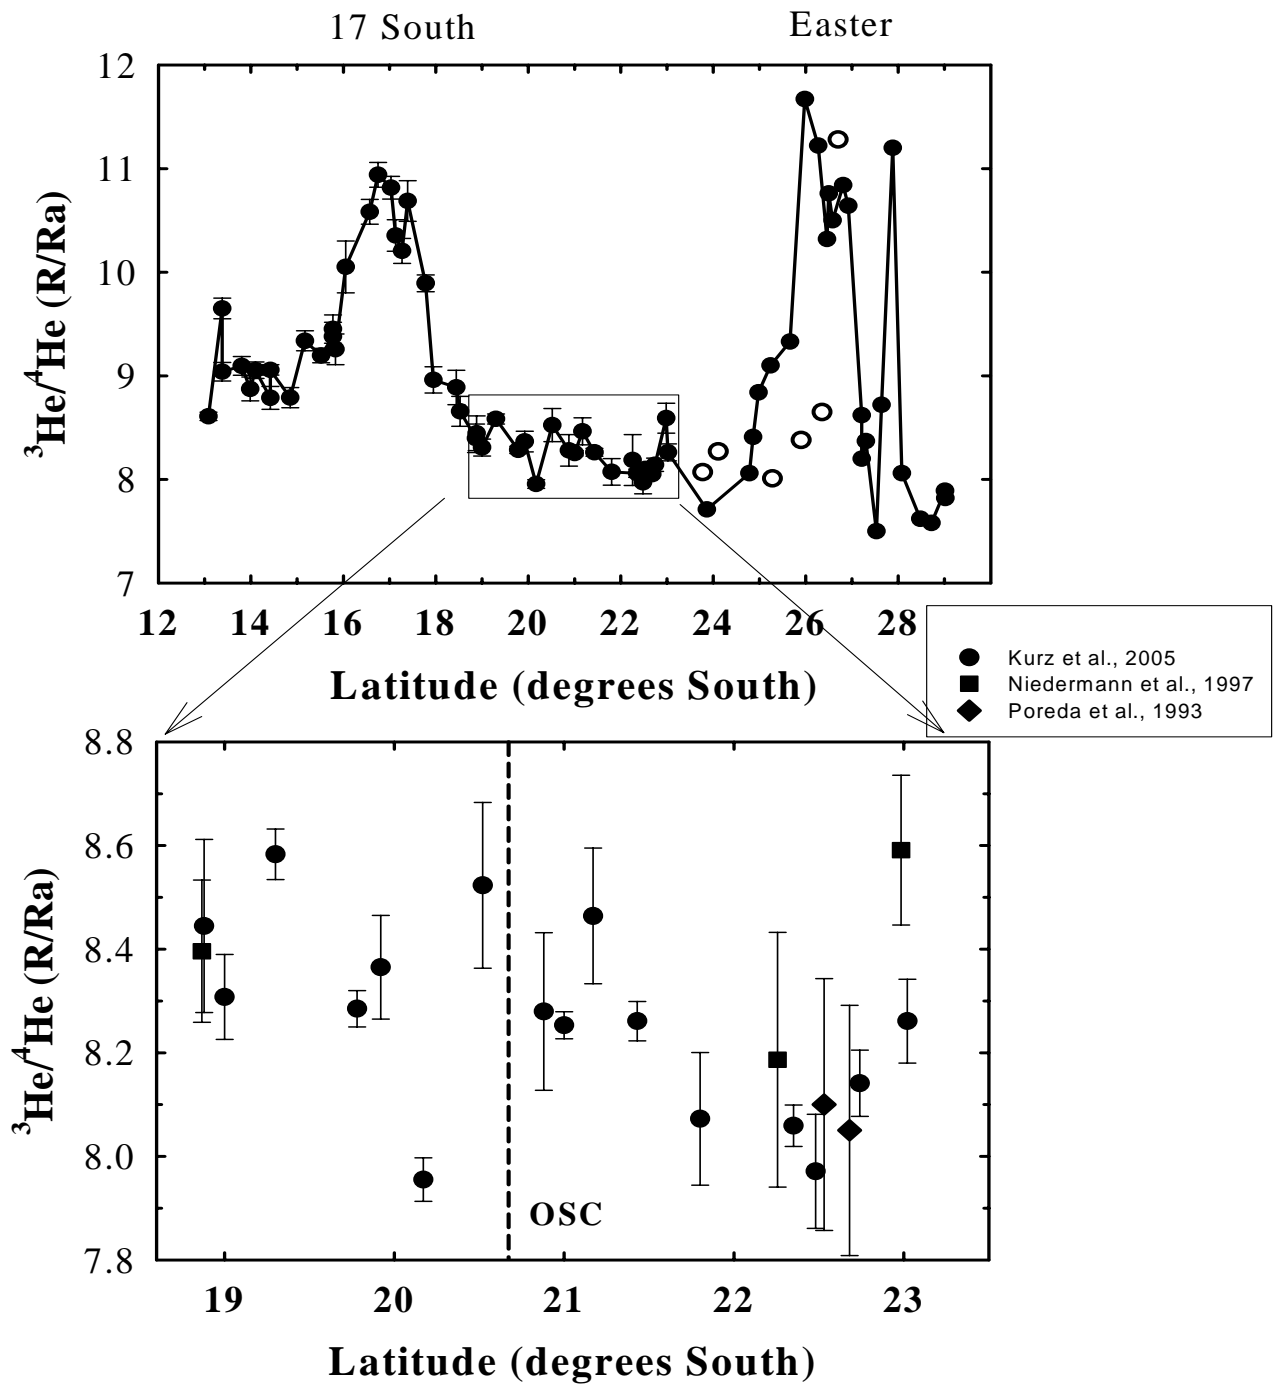 17 South Easter
12
11
10
9
8
7
³He/⁴He (R/Ra)
12 14 16 18 20 22 24 26 28
Latitude (degrees South)
Kurz et al., 2005
Niedermann et al., 1997
Poreda et al., 1993
8.8
8.6
8.4
8.2
8.0
7.8
³He/⁴He (R/Ra)
OSC
19 20 21 22 23
Latitude (degrees South)